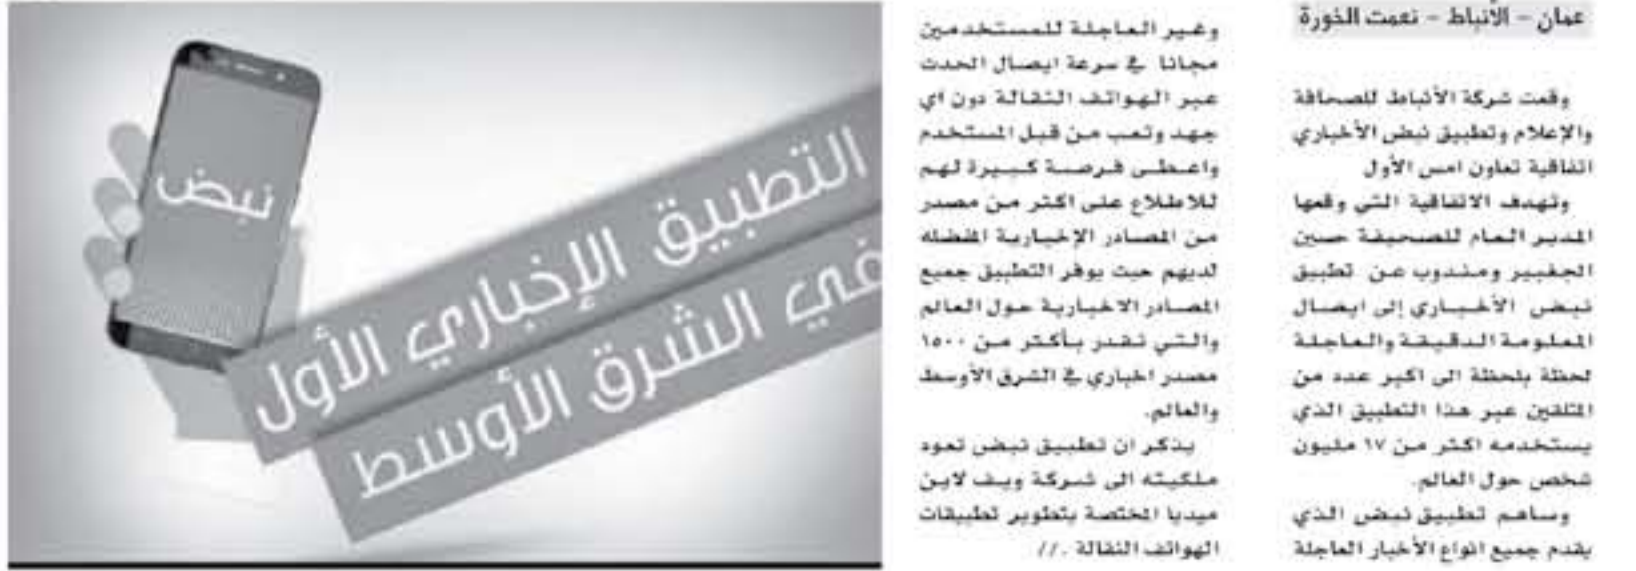 عمان - الأنباط - نعمت الخورة
وقعت شركة الأنباط للصحافة
والإعلام وتطبيق نبض الأخباري
اتفاقية تعاون امس الأول
وتهدف الاتفاقية التي وقعها
المدير العام للصحيفة حسين
الجغبير ومندوب عن تطبيق
نبض الأخباري إلى ايصال
المعلومة الدقيقة والعاجلة
لحظة بلحظة الى اكبر عدد من
المتلقين عبر هذا التطبيق الذي
يستخدمه اكثر من ١٧ مليون
شخص حول العالم.
وساهم تطبيق نبض الذي
يقدم جميع انواع الأخبار العاجلة
وغير العاجلة للمستخدمين
مجانا في سرعة ايصال الحدث
عبر الهواتف النقالة دون اي
جهد وتعب من قبل المستخدم
واعطى فرصة كبيرة لهم
للاطلاع على اكثر من مصدر
من المصادر الإخبارية المفضله
لديهم حيث يوفر التطبيق جميع
المصادر الاخبارية حول العالم
والتي تقدر بأكثر من ١٥٠٠
مصدر اخباري في الشرق الأوسط
والعالم.
يذكر ان تطبيق نبض تعود
ملكيته الى شركة ويف لاين
ميديا المختصة بتطوير تطبيقات
الهواتف النقالة .//
نبض
التطبيق الإخباري الأول
في الشرق الأوسط